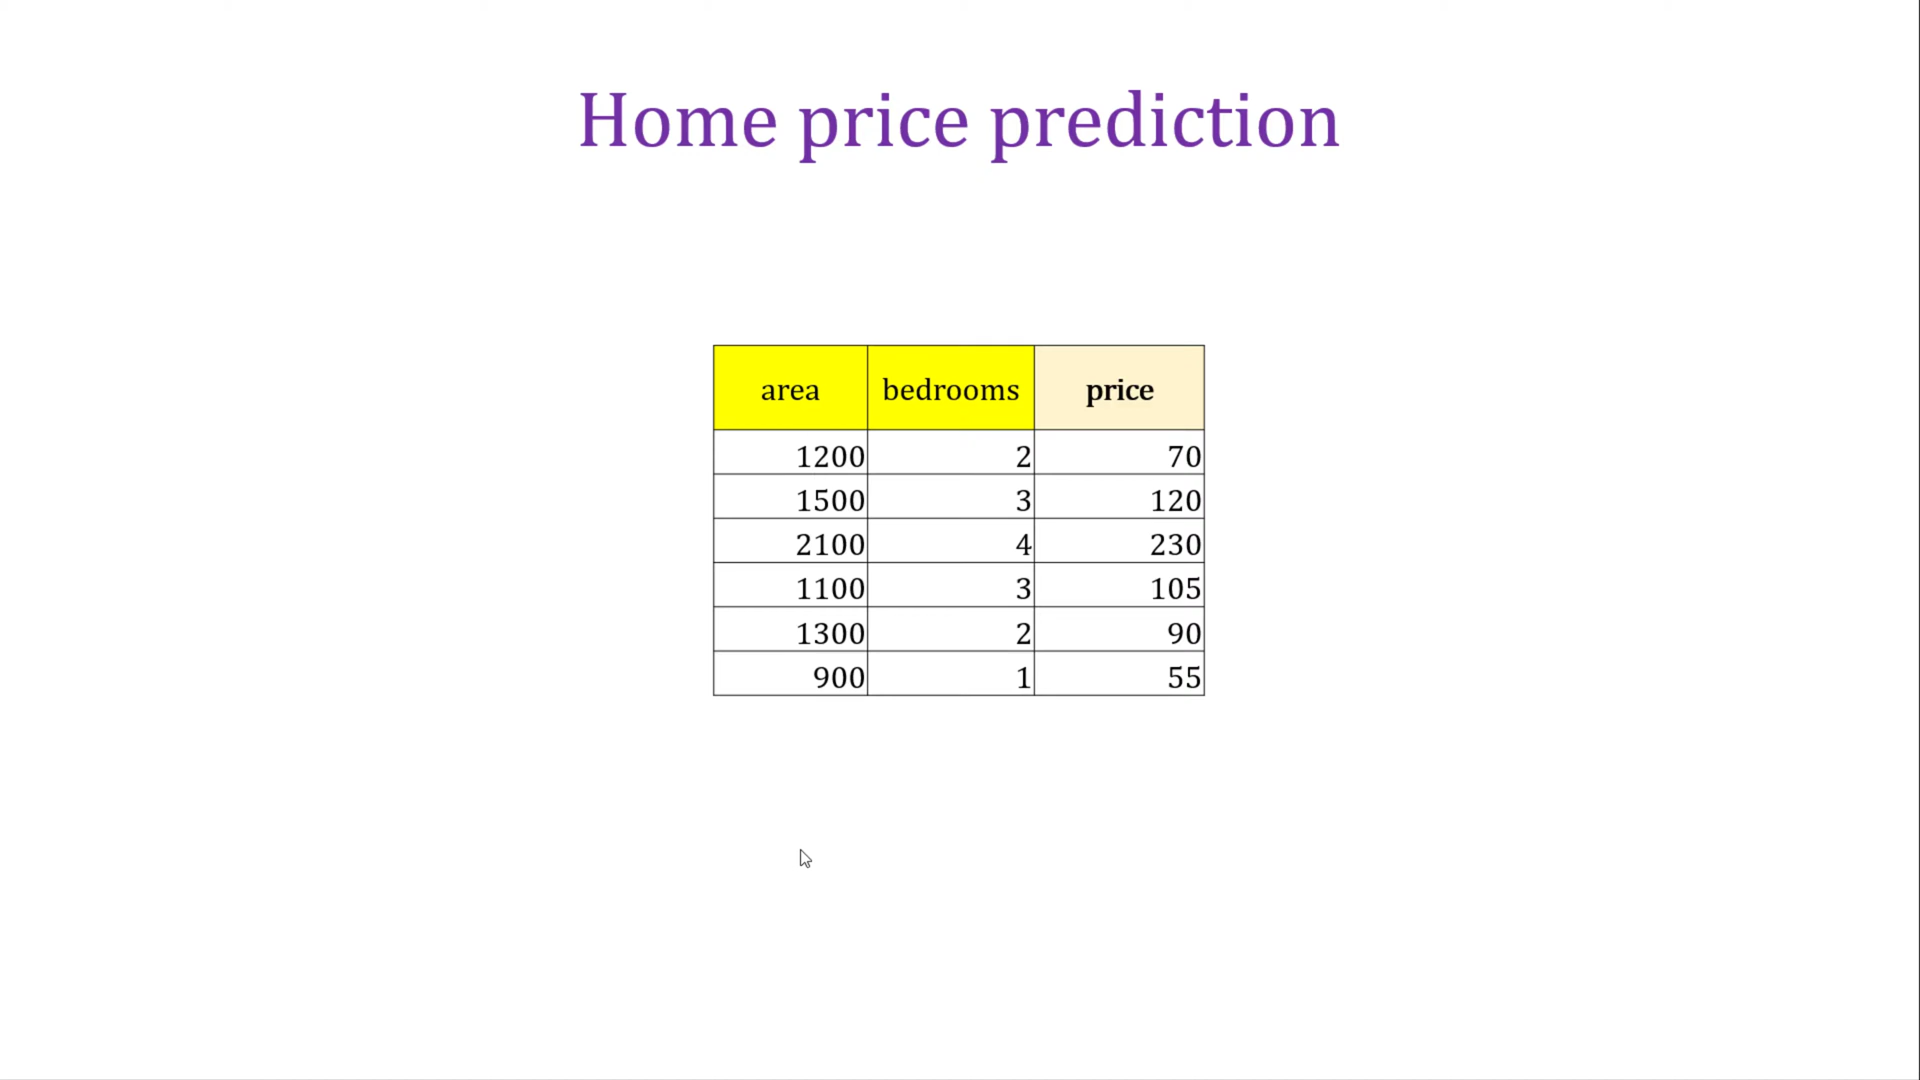 Home price prediction
area bedrooms price
1200 2 70
1500 3 120
2100 4 230
1100 3 105
1300 2 90
900 1 55